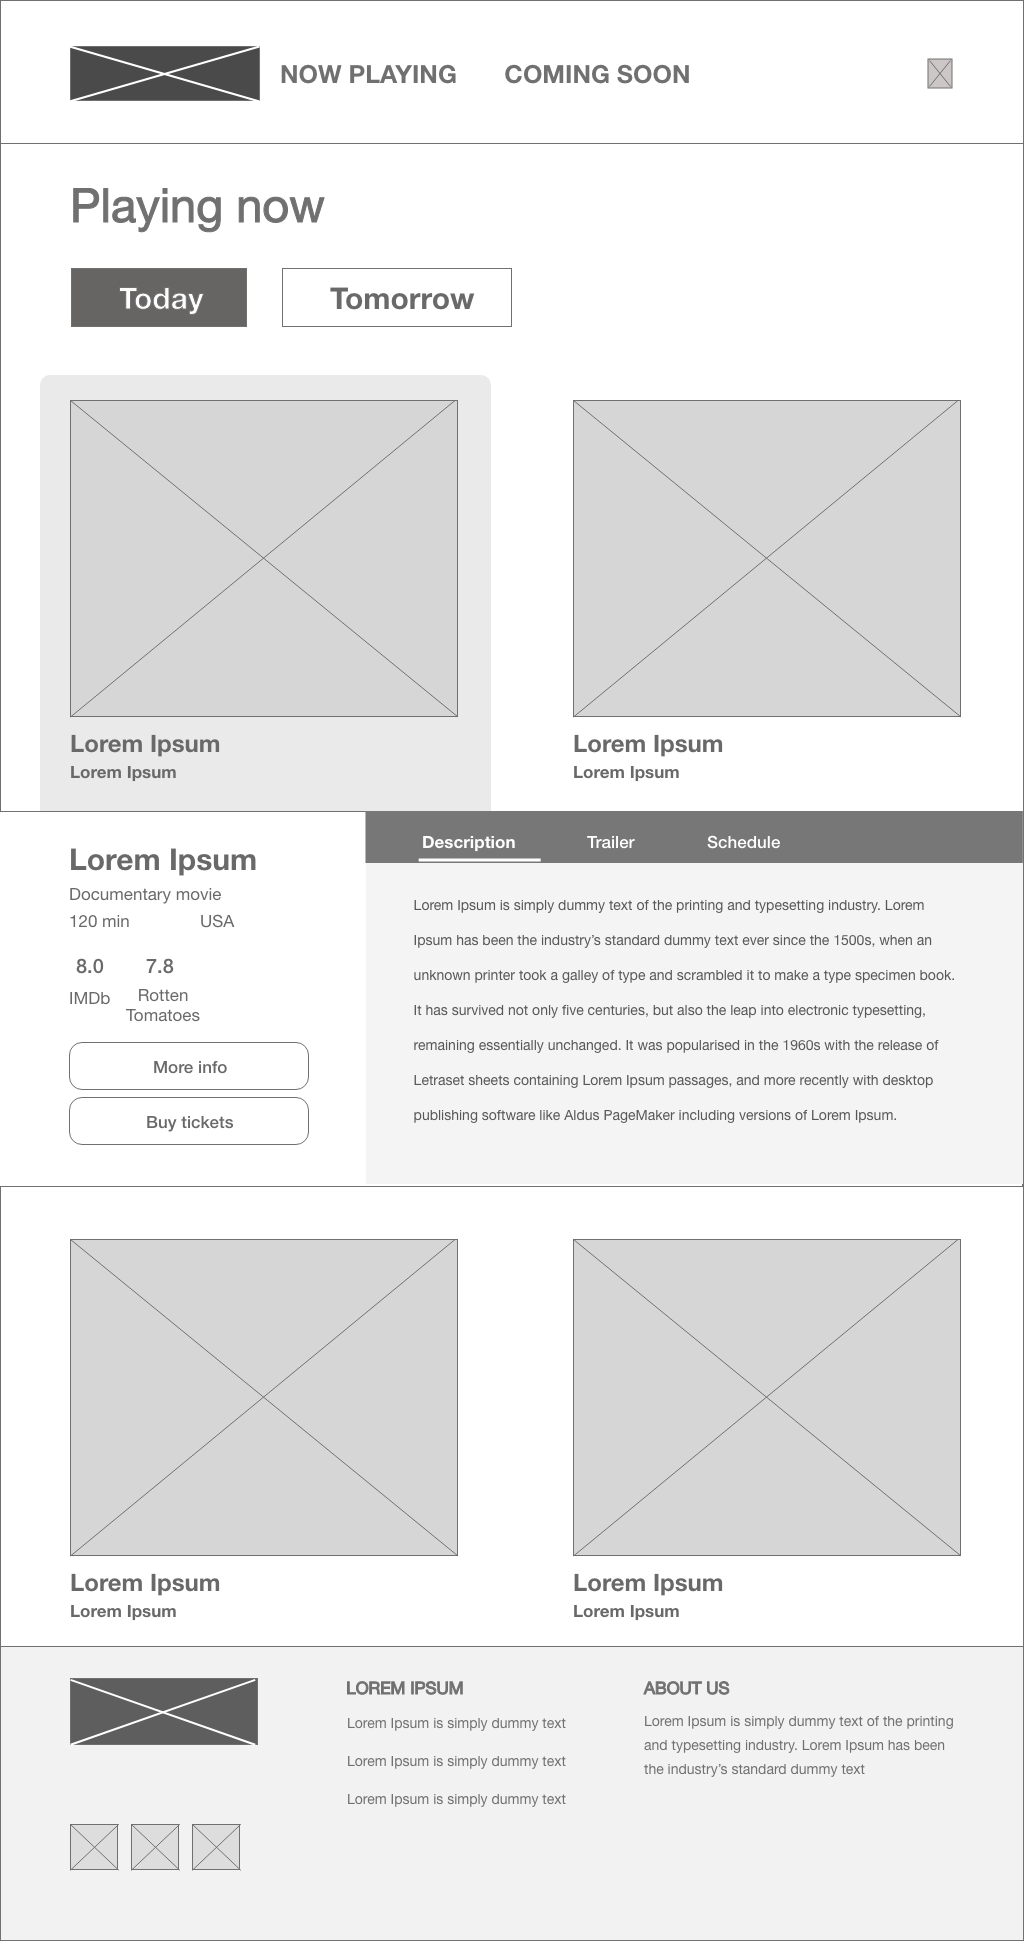 NOW PLAYING COMING SOON
Playing now
Today Tomorrow
Lorem Ipsum
Lorem Ipsum
Lorem Ipsum
Lorem Ipsum
Lorem Ipsum
Documentary movie
120 min USA
8.0 7.8
IMDb Rotten
Tomatoes
More info
Buy tickets
Description Trailer Schedule
Lorem Ipsum is simply dummy text of the printing and typesetting industry. Lorem
Ipsum has been the industry’s standard dummy text ever since the 1500s, when an
unknown printer took a galley of type and scrambled it to make a type specimen book.
It has survived not only five centuries, but also the leap into electronic typesetting,
remaining essentially unchanged. It was popularised in the 1960s with the release of
Letraset sheets containing Lorem Ipsum passages, and more recently with desktop
publishing software like Aldus PageMaker including versions of Lorem Ipsum.
Lorem Ipsum
Lorem Ipsum
Lorem Ipsum
Lorem Ipsum
LOREM IPSUM
Lorem Ipsum is simply dummy text
Lorem Ipsum is simply dummy text
Lorem Ipsum is simply dummy text
ABOUT US
Lorem Ipsum is simply dummy text of the printing
and typesetting industry. Lorem Ipsum has been
the industry’s standard dummy text